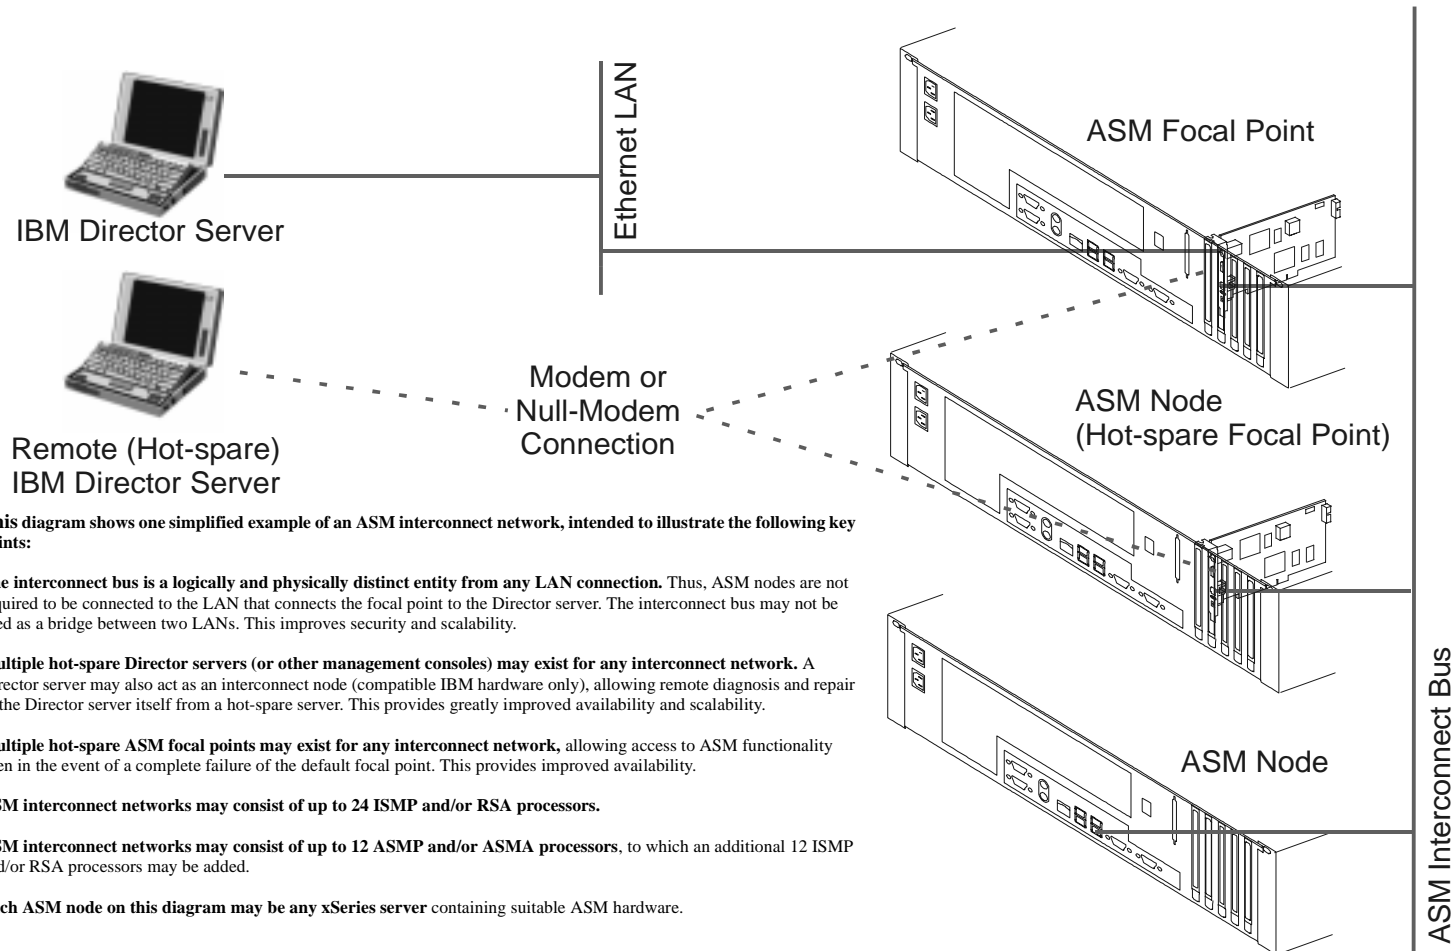 IBM Director Server
Ethernet LAN
ASM Focal Point
Remote (Hot-spare)
IBM Director Server
Modem or
Null-Modem
Connection
ASM Node
(Hot-spare Focal Point)
ASM Node
ASM Interconnect Bus
his diagram shows one simplified example of an ASM interconnect network, intended to illustrate the following key
ints:
e interconnect bus is a logically and physically distinct entity from any LAN connection. Thus, ASM nodes are not
quired to be connected to the LAN that connects the focal point to the Director server. The interconnect bus may not be
ed as a bridge between two LANs. This improves security and scalability.
ultiple hot-spare Director servers (or other management consoles) may exist for any interconnect network. A
rector server may also act as an interconnect node (compatible IBM hardware only), allowing remote diagnosis and repair
the Director server itself from a hot-spare server. This provides greatly improved availability and scalability.
ultiple hot-spare ASM focal points may exist for any interconnect network, allowing access to ASM functionality
en in the event of a complete failure of the default focal point. This provides improved availability.
SM interconnect networks may consist of up to 24 ISMP and/or RSA processors.
SM interconnect networks may consist of up to 12 ASMP and/or ASMA processors, to which an additional 12 ISMP
d/or RSA processors may be added.
ch ASM node on this diagram may be any xSeries server containing suitable ASM hardware.